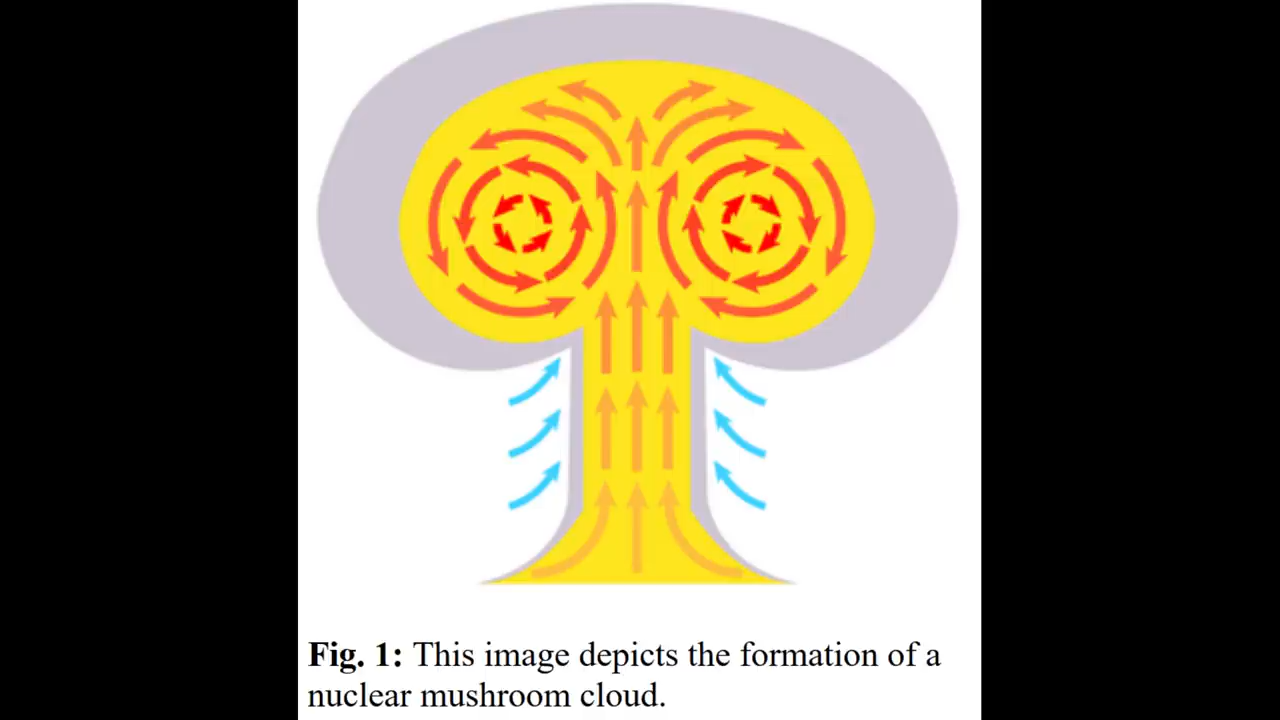 Fig. 1: This image depicts the formation of a
nuclear mushroom cloud.